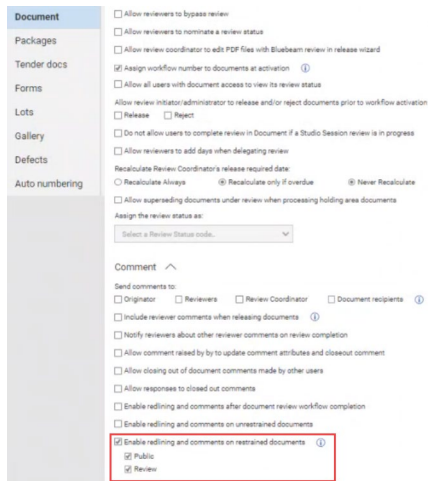 Document
Packages
Tender docs
Forms
Lots
Gallery
Defects
Auto numbering
Allow reviewers to bypass review
Allow reviewers to nominate a review status
Allow review coordinator to edit PDF files with Bluebeam review in release wizard
Assign workflow number to documents at activation
Allow all users with document access to view its review status
Allow review initiator/administrator to release and/or reject documents prior to workflow activation
Release Reject
Do not allow users to complete review in Document if a Studio Session review is in progress
Allow reviewers to add days when delegating review
Recalculate Review Coordinator's release required date:
Recalculate Always Recalculate only if overdue Never Recalculate
Allow superseding documents under review when processing holding area documents
Assign the review status as:
Select a Review Status code..
Comment
Send comments to:
Originator Reviewers Review Coordinator Document recipients
Include reviewer comments when releasing documents
Notify reviewers about other reviewer comments on review completion
Allow comment raised by by to update comment attributes and closeout comment
Allow closing out of document comments made by other users
Allow responses to closed out comments
Enable redlining and comments after document review workflow completion
Enable redlining and comments on unrestrained documents
Enable redlining and comments on restrained documents
Public
Review